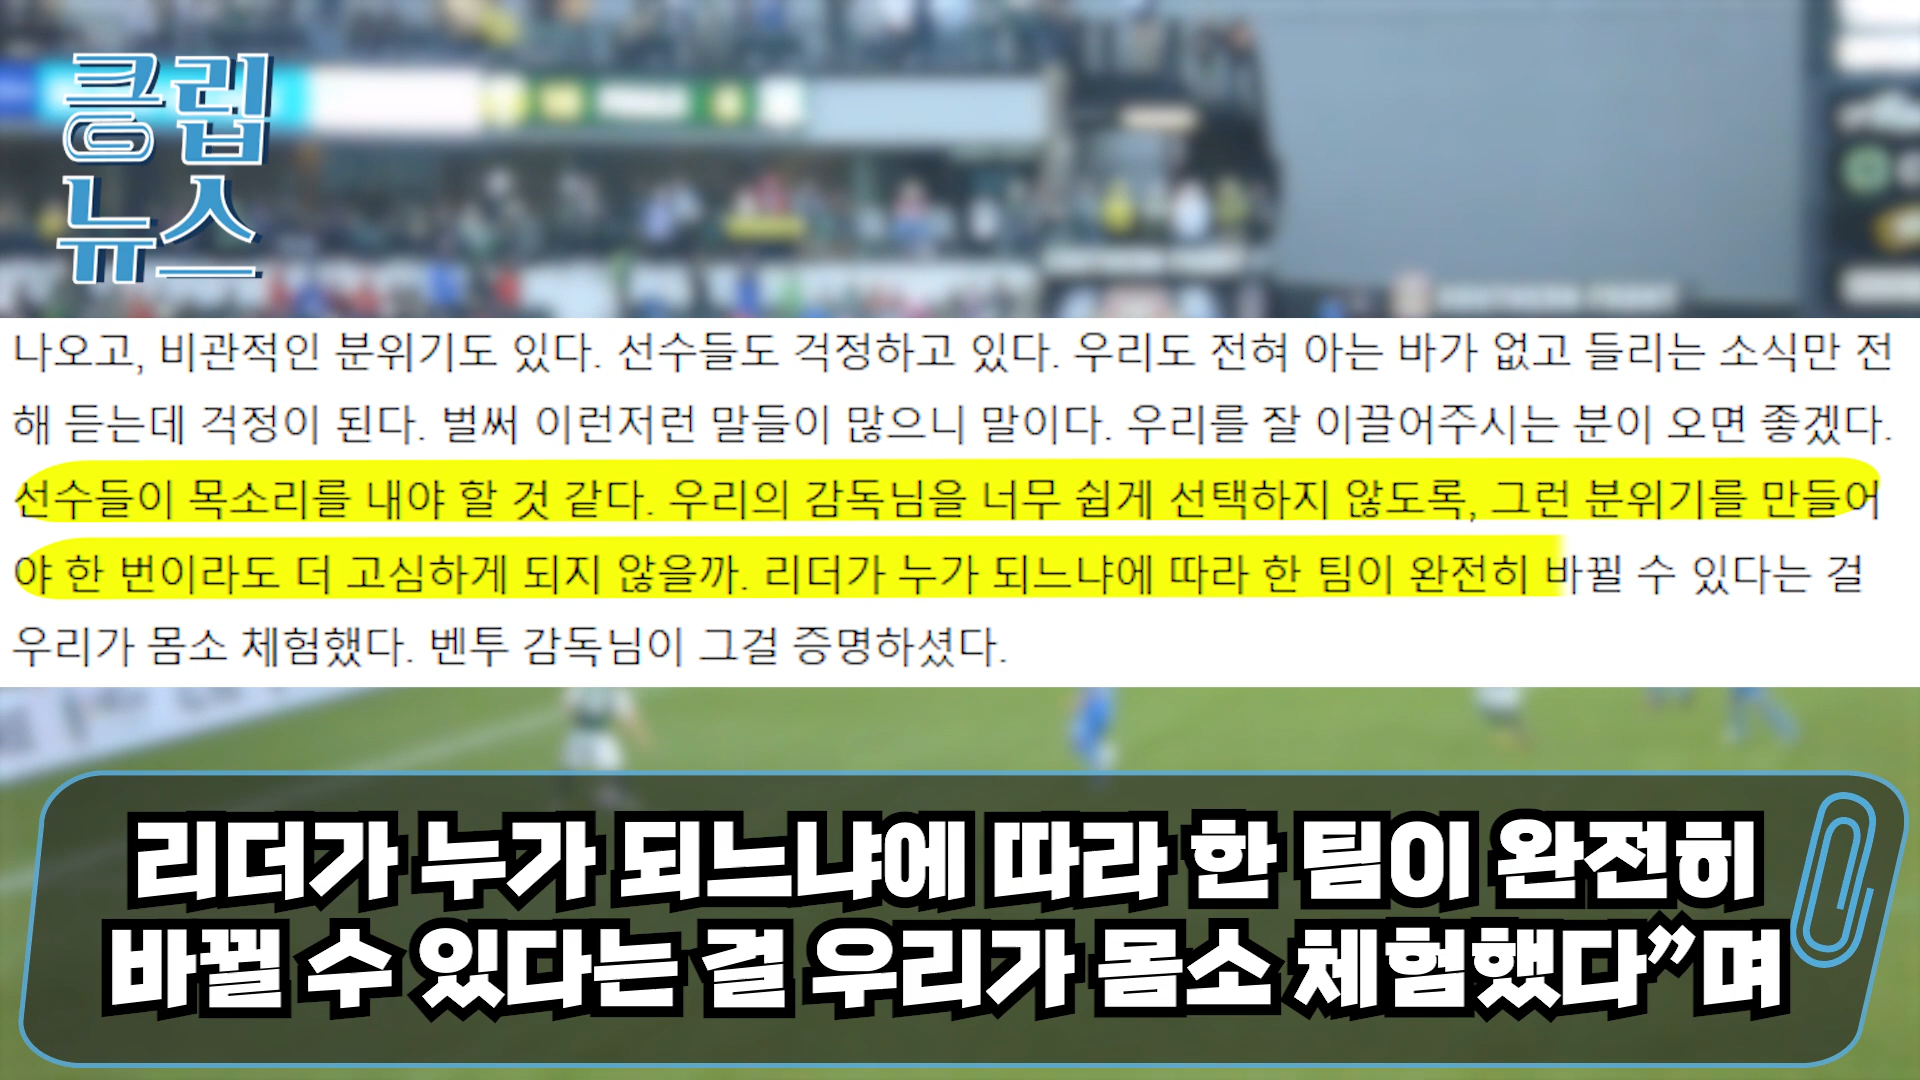 클립
뉴스
나오고, 비관적인 분위기도 있다. 선수들도 걱정하고 있다. 우리도 전혀 아는 바가 없고 들리는 소식만 전
해 듣는데 걱정이 된다. 벌써 이런저런 말들이 많으니 말이다. 우리를 잘 이끌어주시는 분이 오면 좋겠다.
선수들이 목소리를 내야 할 것 같다. 우리의 감독님을 너무 쉽게 선택하지 않도록, 그런 분위기를 만들어
야 한 번이라도 더 고심하게 되지 않을까. 리더가 누가 되느냐에 따라 한 팀이 완전히 바뀔 수 있다는 걸
우리가 몸소 체험했다. 벤투 감독님이 그걸 증명하셨다.
리더가 누가 되느냐에 따라 한 팀이 완전히
바뀔 수 있다는 걸 우리가 몸소 체험했다”며